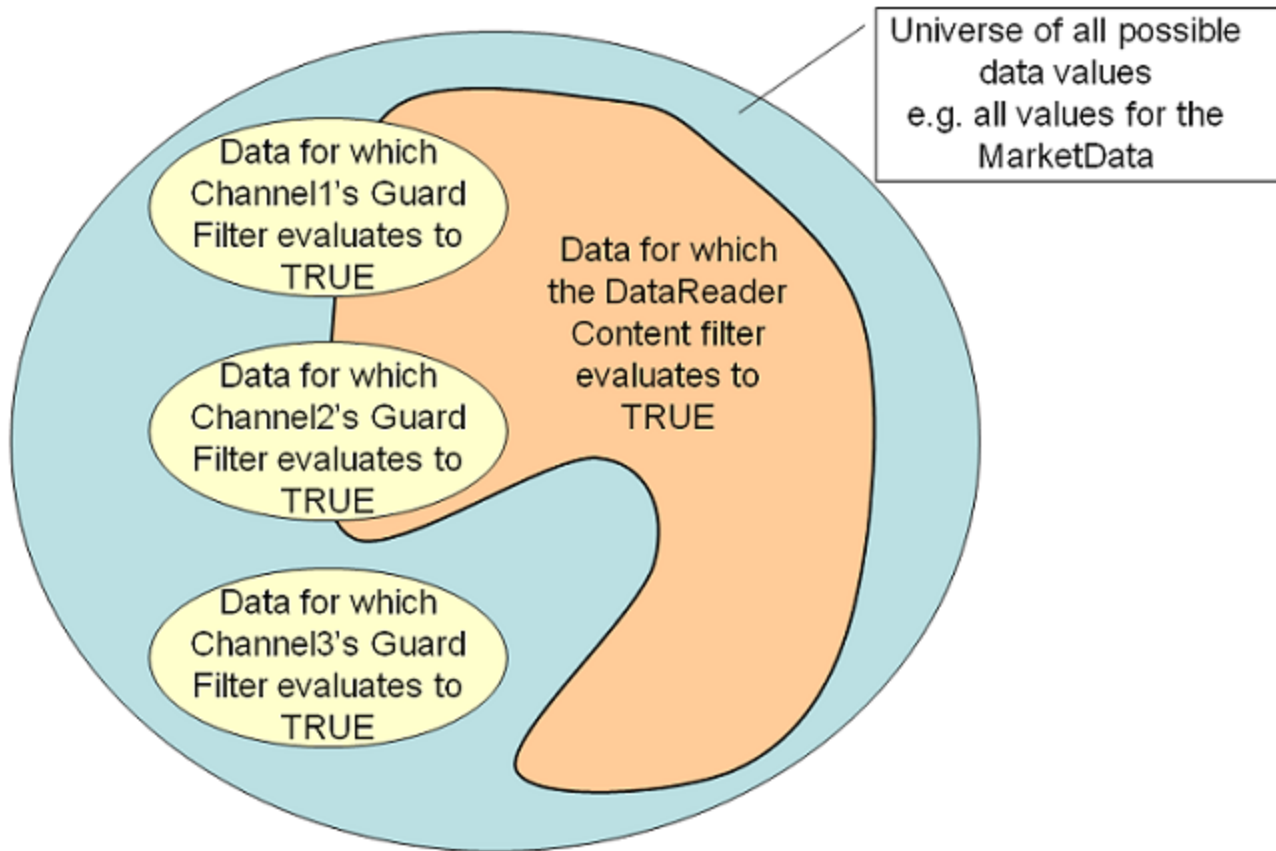 Universe of all possible
data values
e.g. all values for the
MarketData
Data for which
Channel1's Guard
Filter evaluates to
TRUE
Data for which
the DataReader
Content filter
evaluates to
TRUE
Data for which
Channel2's Guard
Filter evaluates to
TRUE
Data for which
Channel3's Guard
Filter evaluates to
TRUE